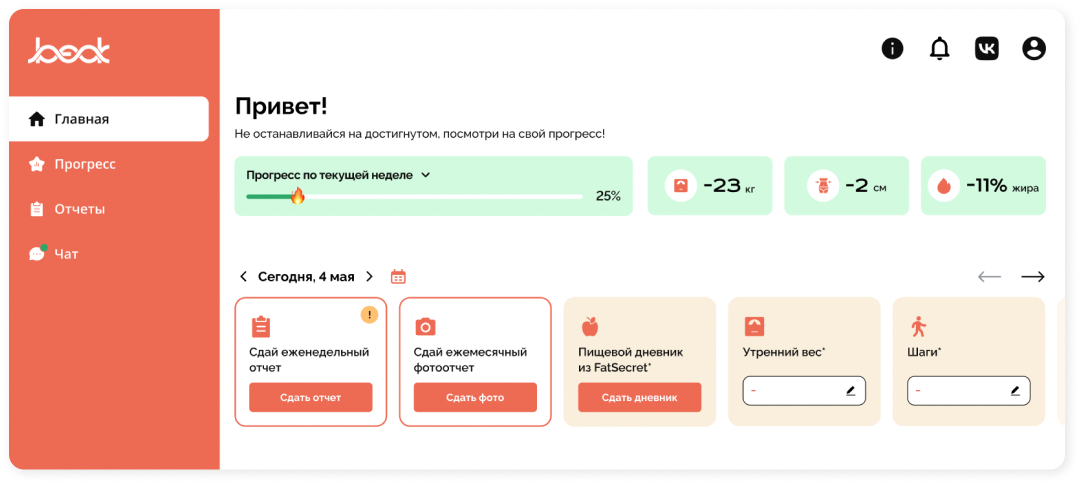 beat
Главная
Прогресс
Отчеты
Чат
Привет!
Не останавливайся на достигнутом, посмотри на свой прогресс!
Прогресс по текущей неделе
25%
-23 кг
-2 см
-11% жира
Сегодня, 4 мая
!
Сдай еженедельный
отчет
Сдать отчет
Сдай ежемесячный
фотоотчет
Сдать фото
Пищевой дневник
из FatSecret*
Сдать дневник
Утренний вес*
-
Шаги*
-